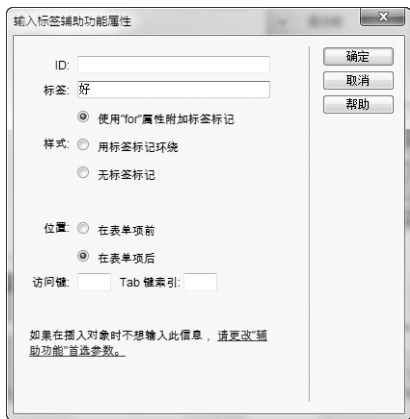 输入标签辅助功能属性
ID:
标签: 好
使用"for"属性附加标签标记
样式: 用标签标记环绕
无标签标记
位置: 在表单项前
在表单项后
访问键: Tab 键索引:
如果在插入对象时不想输入此信息，请更改"辅
助功能"首选参数。
确定
取消
帮助